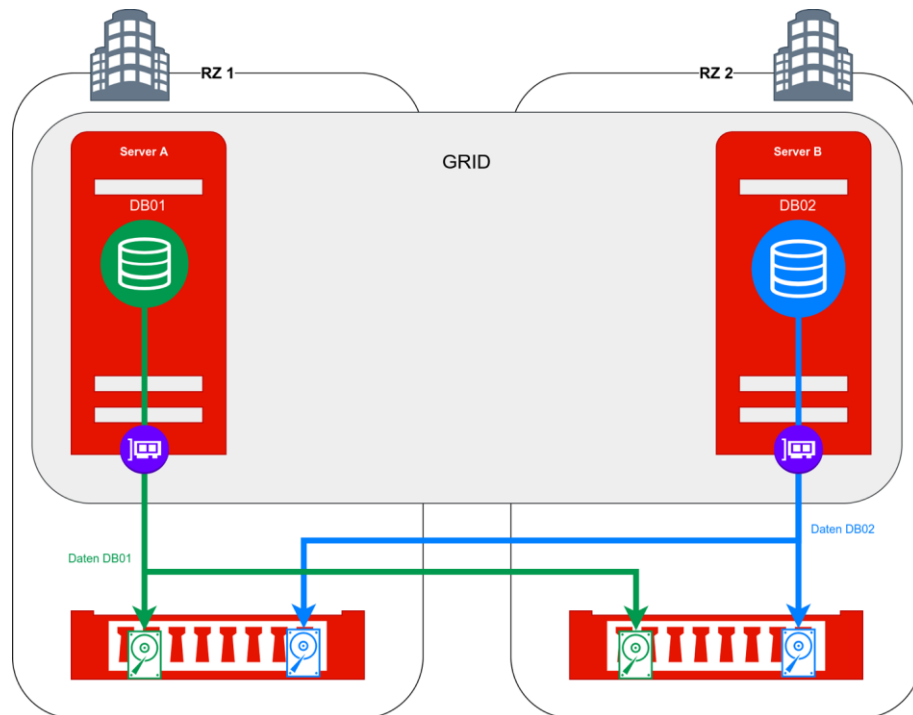 RZ 1
RZ 2
Server A
Server B
GRID
DB01
DB02
Daten DB02
Daten DB01